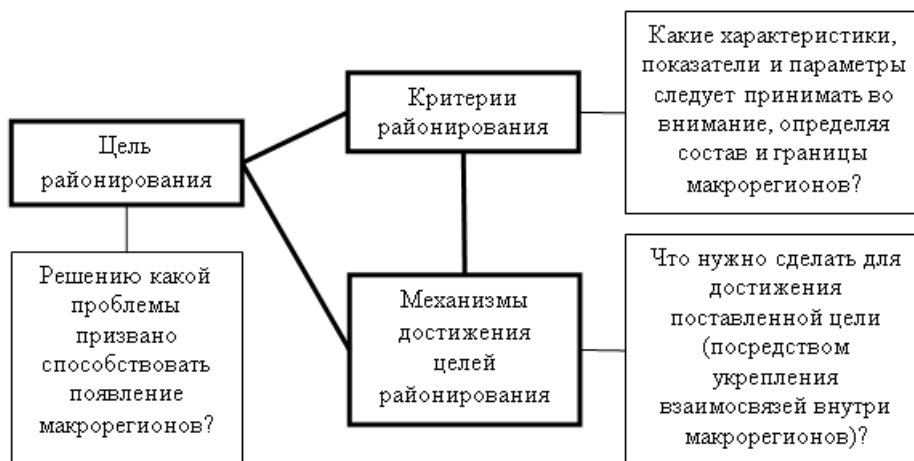 Цель
районирования
Решению какой
проблемы
призвано
способствовать
появление
макрорегионов?
Критерии
районирования
Механизмы
достижения
целей
районирования
Какие характеристики,
показатели и параметры
следует принимать во
внимание, определяя
состав и границы
макрорегионов?
Что нужно сделать для
достижения
поставленной цели
(посредством
укрепления
взаимосвязей внутри
макрорегионов)?